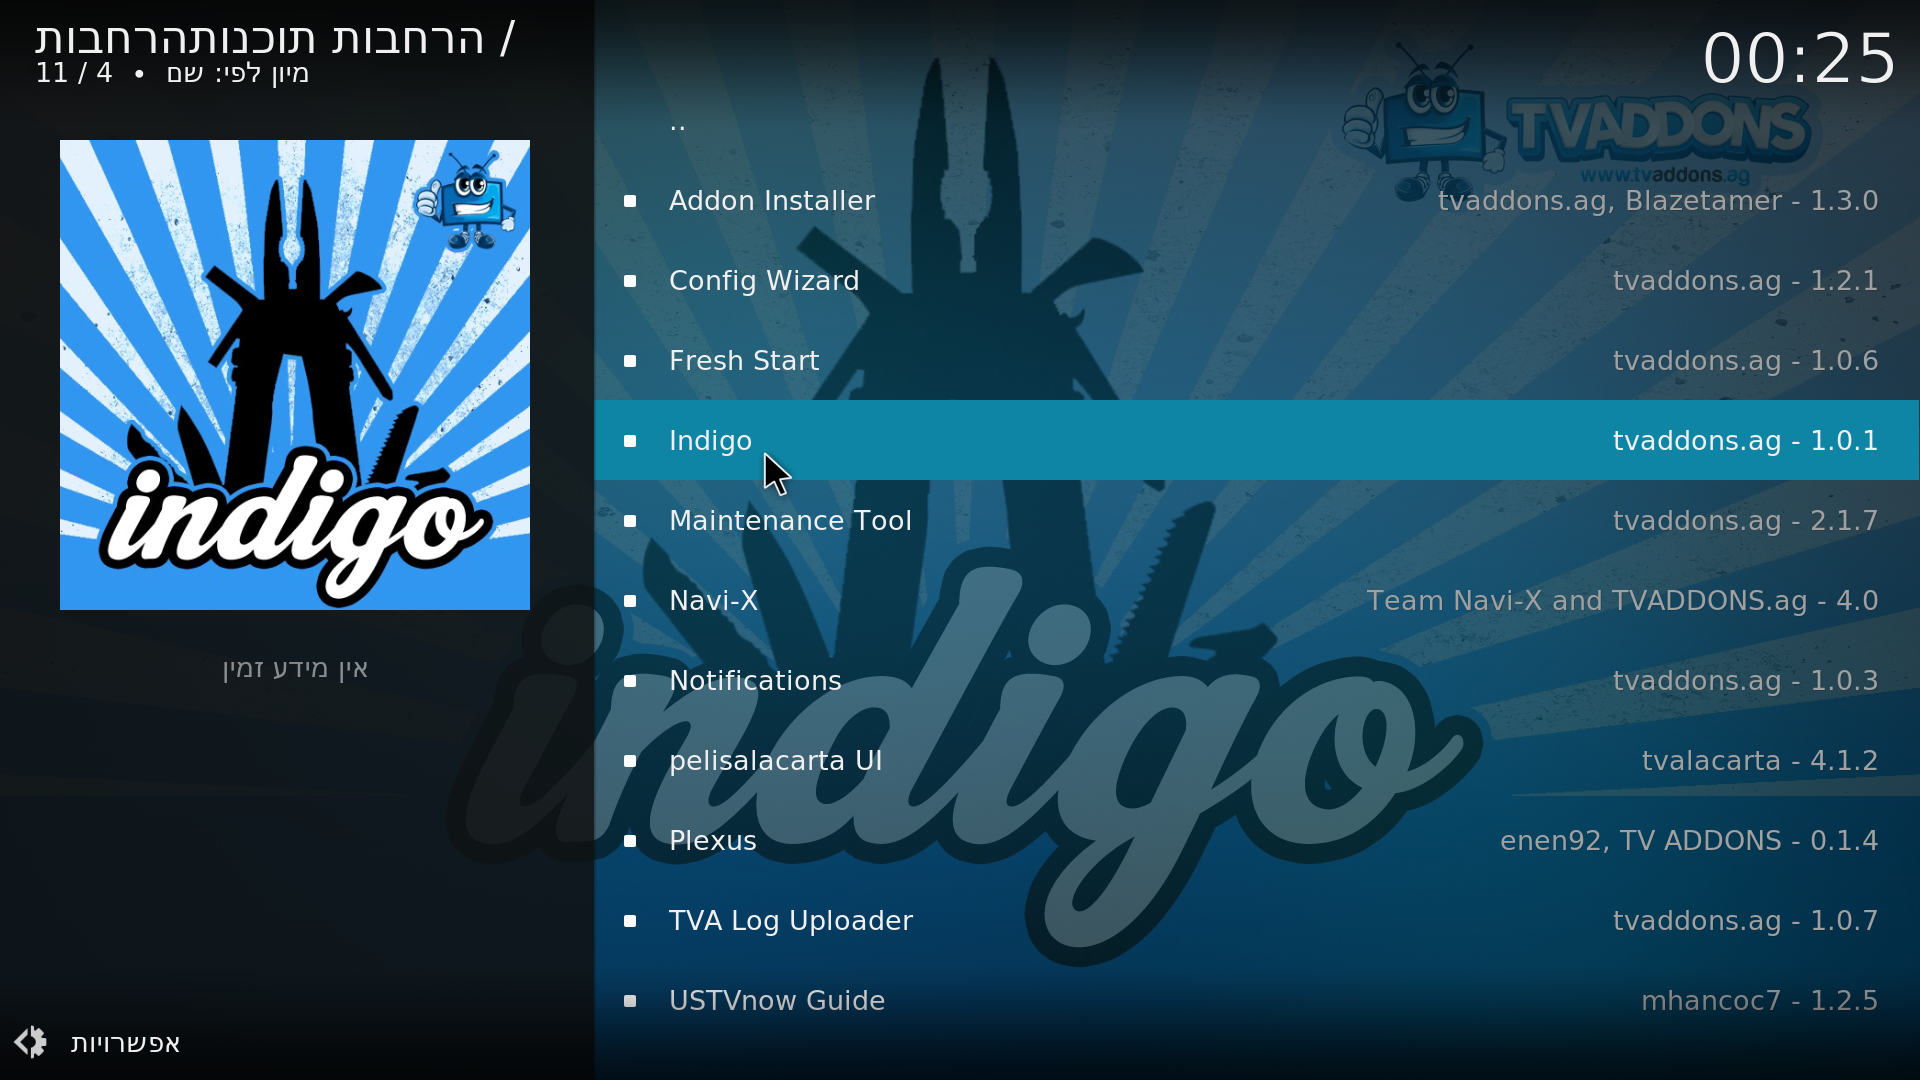 הרחבות תוכנותהרחבות /
11 / 4 • מיון לפי: שם
00:25
TVADDONS
www.tvaddons.ag
..
Addon Installer tvaddons.ag, Blazetamer - 1.3.0
Config Wizard tvaddons.ag - 1.2.1
Fresh Start tvaddons.ag - 1.0.6
Indigo tvaddons.ag - 1.0.1
Maintenance Tool tvaddons.ag - 2.1.7
Navi-X Team Navi-X and TVADDONS.ag - 4.0
Notifications tvaddons.ag - 1.0.3
pelisalacarta UI tvalacarta - 4.1.2
Plexus enen92, TV ADDONS - 0.1.4
TVA Log Uploader tvaddons.ag - 1.0.7
USTVnow Guide mhancoc7 - 1.2.5
indigo
indigo
אין מידע זמין
אפשרויות